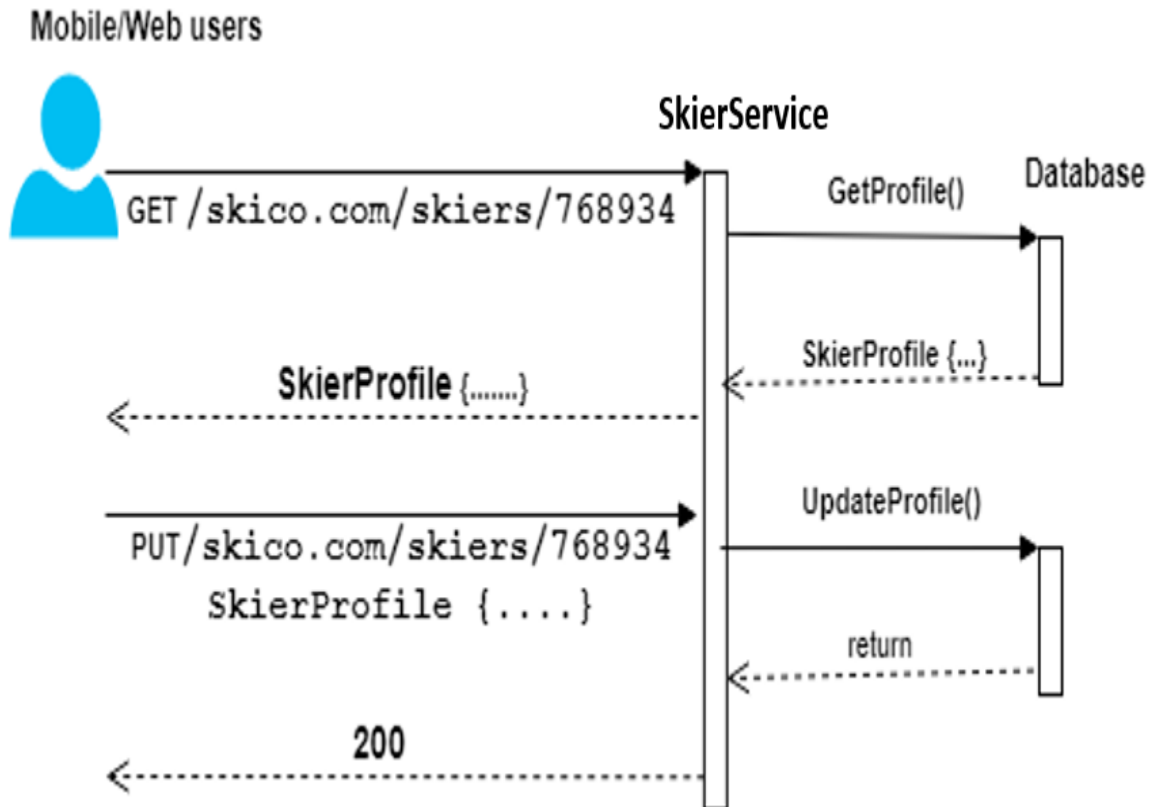 Mobile/Web users
SkierService
Database
GET /skico.com/skiers/768934
GetProfile()
SkierProfile {...}
SkierProfile {.......}
UpdateProfile()
PUT/skico.com/skiers/768934
SkierProfile {....}
return
200